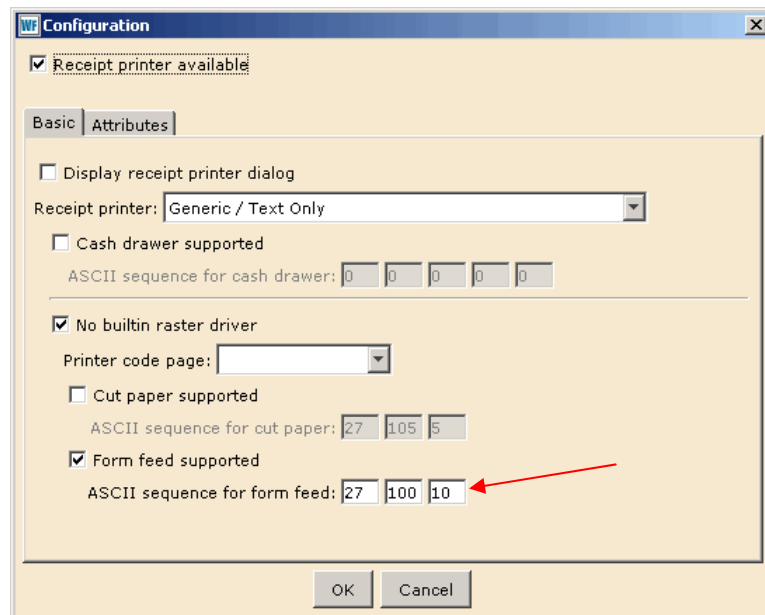 WF Configuration
Receipt printer available
Basic Attributes
Display receipt printer dialog
Receipt printer: Generic / Text Only
Cash drawer supported
ASCII sequence for cash drawer: 0 0 0 0 0
No builtin raster driver
Printer code page:
Cut paper supported
ASCII sequence for cut paper: 27 105 5
Form feed supported
ASCII sequence for form feed: 27 100 10
OK Cancel